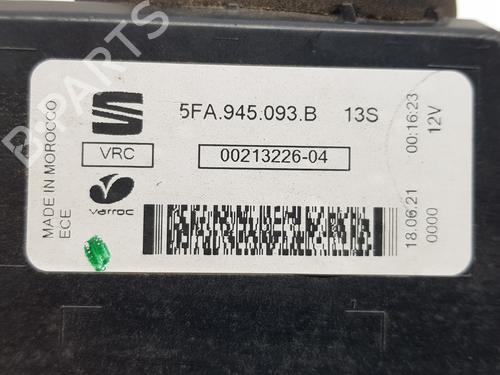 MADE IN MOROCCO
ECE
5FA.945.093.B 13S
VRC
00213226-04
varroc
00:16:23
12V
18.06.21
0000
B-PARTS